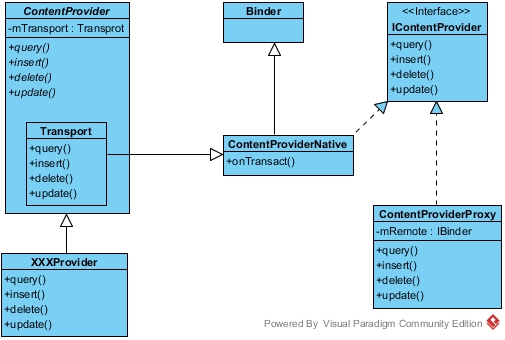 ContentProvider
-mTransport : Transprot
+query()
+insert()
+delete()
+update()
Transport
+query()
+insert()
+delete()
+update()
XXXProvider
+query()
+insert()
+delete()
+update()
Binder
ContentProviderNative
+onTransact()
<<Interface>>
IContentProvider
+query()
+insert()
+delete()
+update()
ContentProviderProxy
-mRemote : IBinder
+query()
+insert()
+delete()
+update()
Powered By Visual Paradigm Community Edition